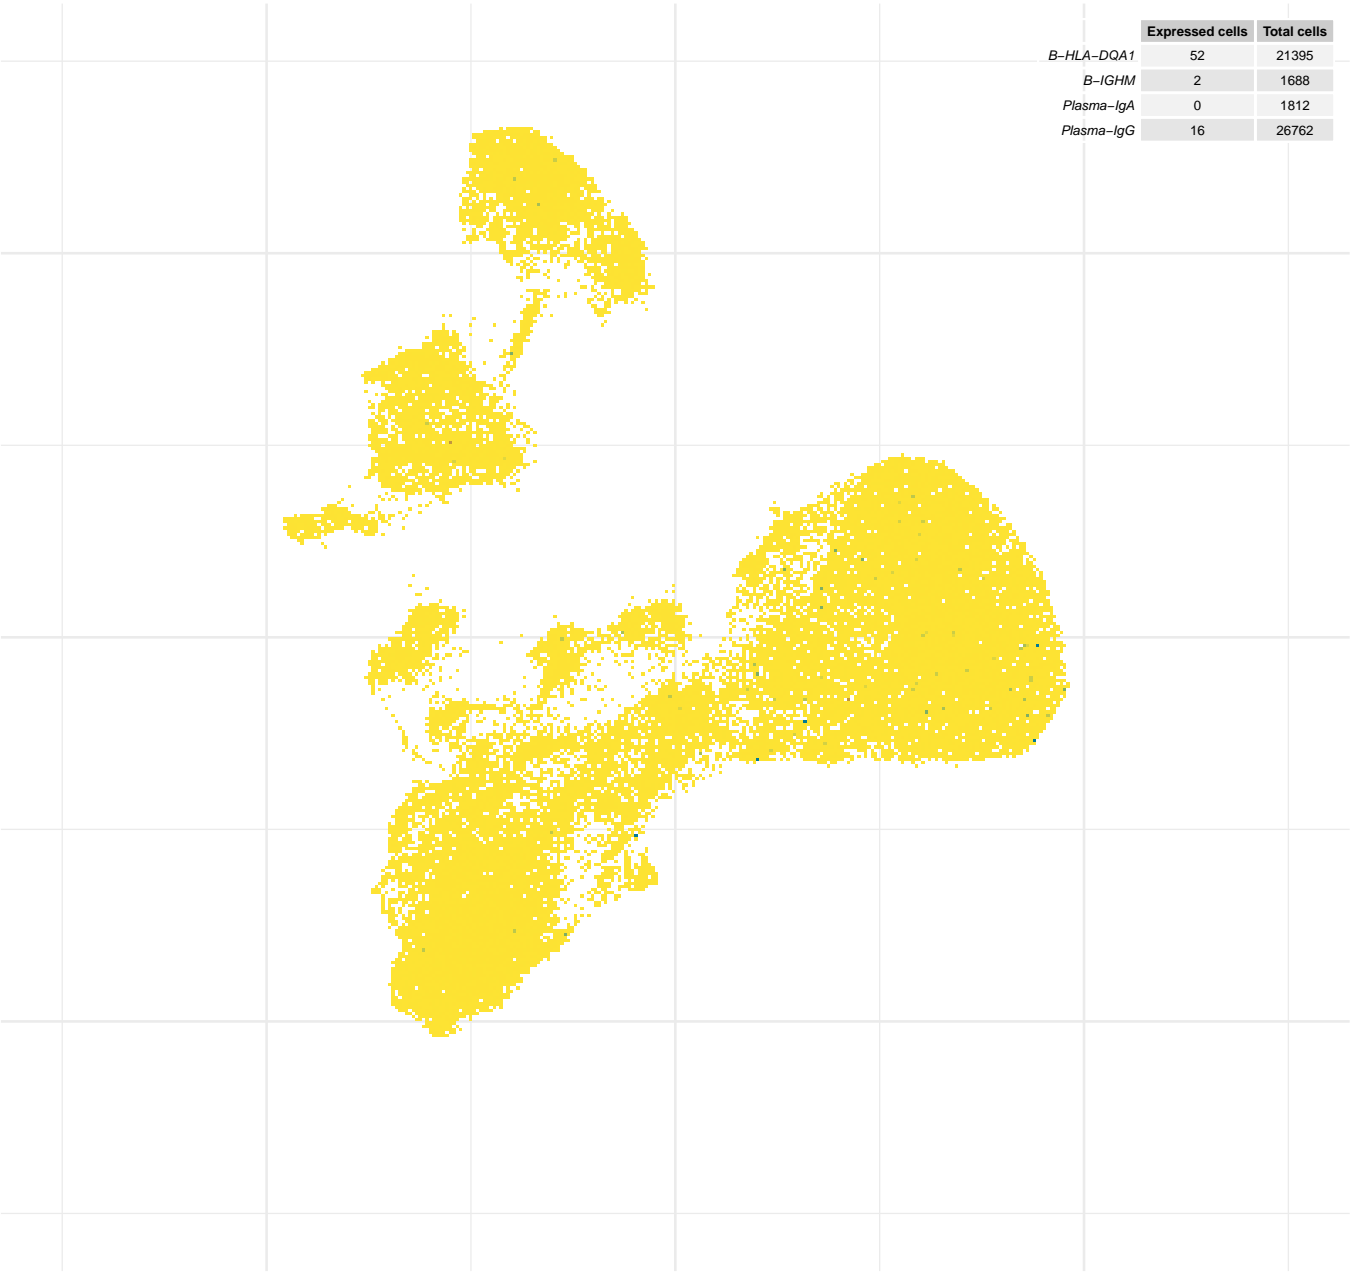 Expressed cells Total cells
B−HLA−DQA1 52 21395
B−IGHM 2 1688
Plasma−IgA 0 1812
Plasma−IgG 16 26762